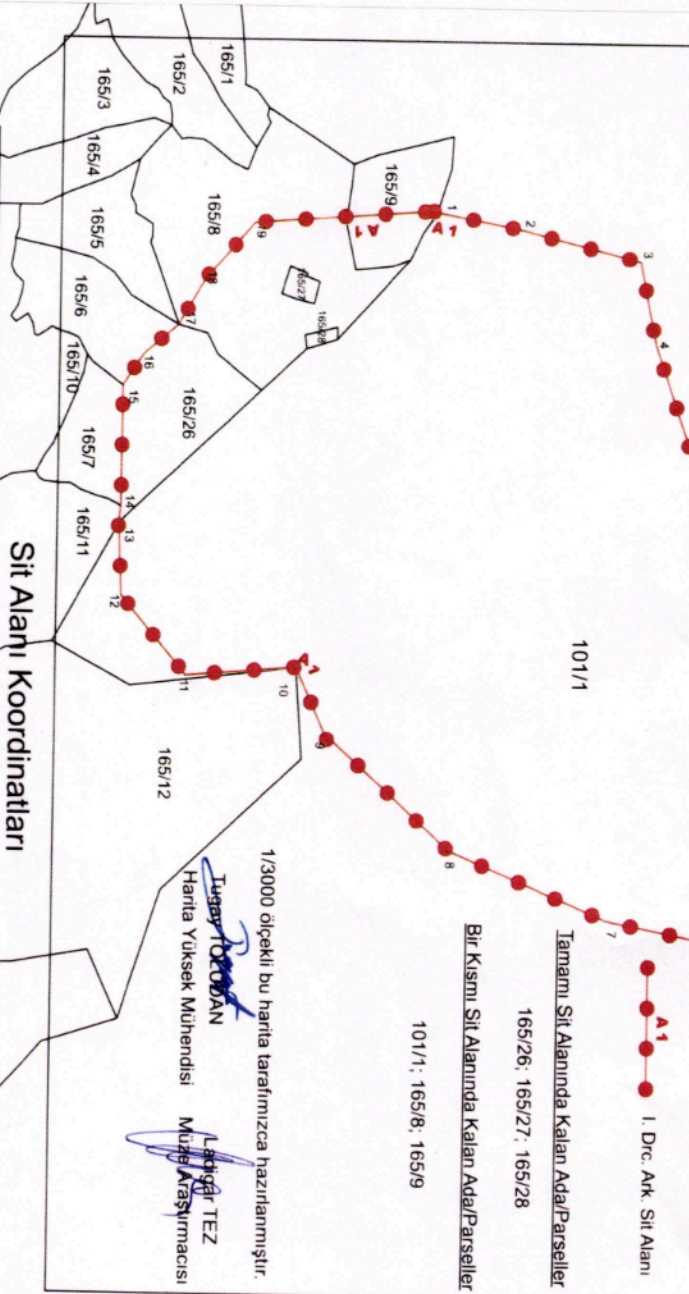 A1
I. Drc. Ark. Sit Alanı
Tamamı Sit Alanında Kalan Ada/Parseller
165/26; 165/27; 165/28
Bir Kısmı Sit Alanında Kalan Ada/Parseller
101/1; 165/8; 165/9
101/1
3
4
2
1
A1
A1
7
8
9
10
A1
11
12
13
14
15
16
17
18
19
165/1
165/2
165/3
165/4
165/5
165/6
165/8
165/9
165/27
165/28
165/26
165/10
165/7
165/11
165/12
1/3000 ölçekli bu harita tarafımızca hazırlanmıştır.
Tugay
Harita Yüksek Mühendisi
Ladigar TEZ
Müze Araştırmacısı
Sit Alanı Koordinatları